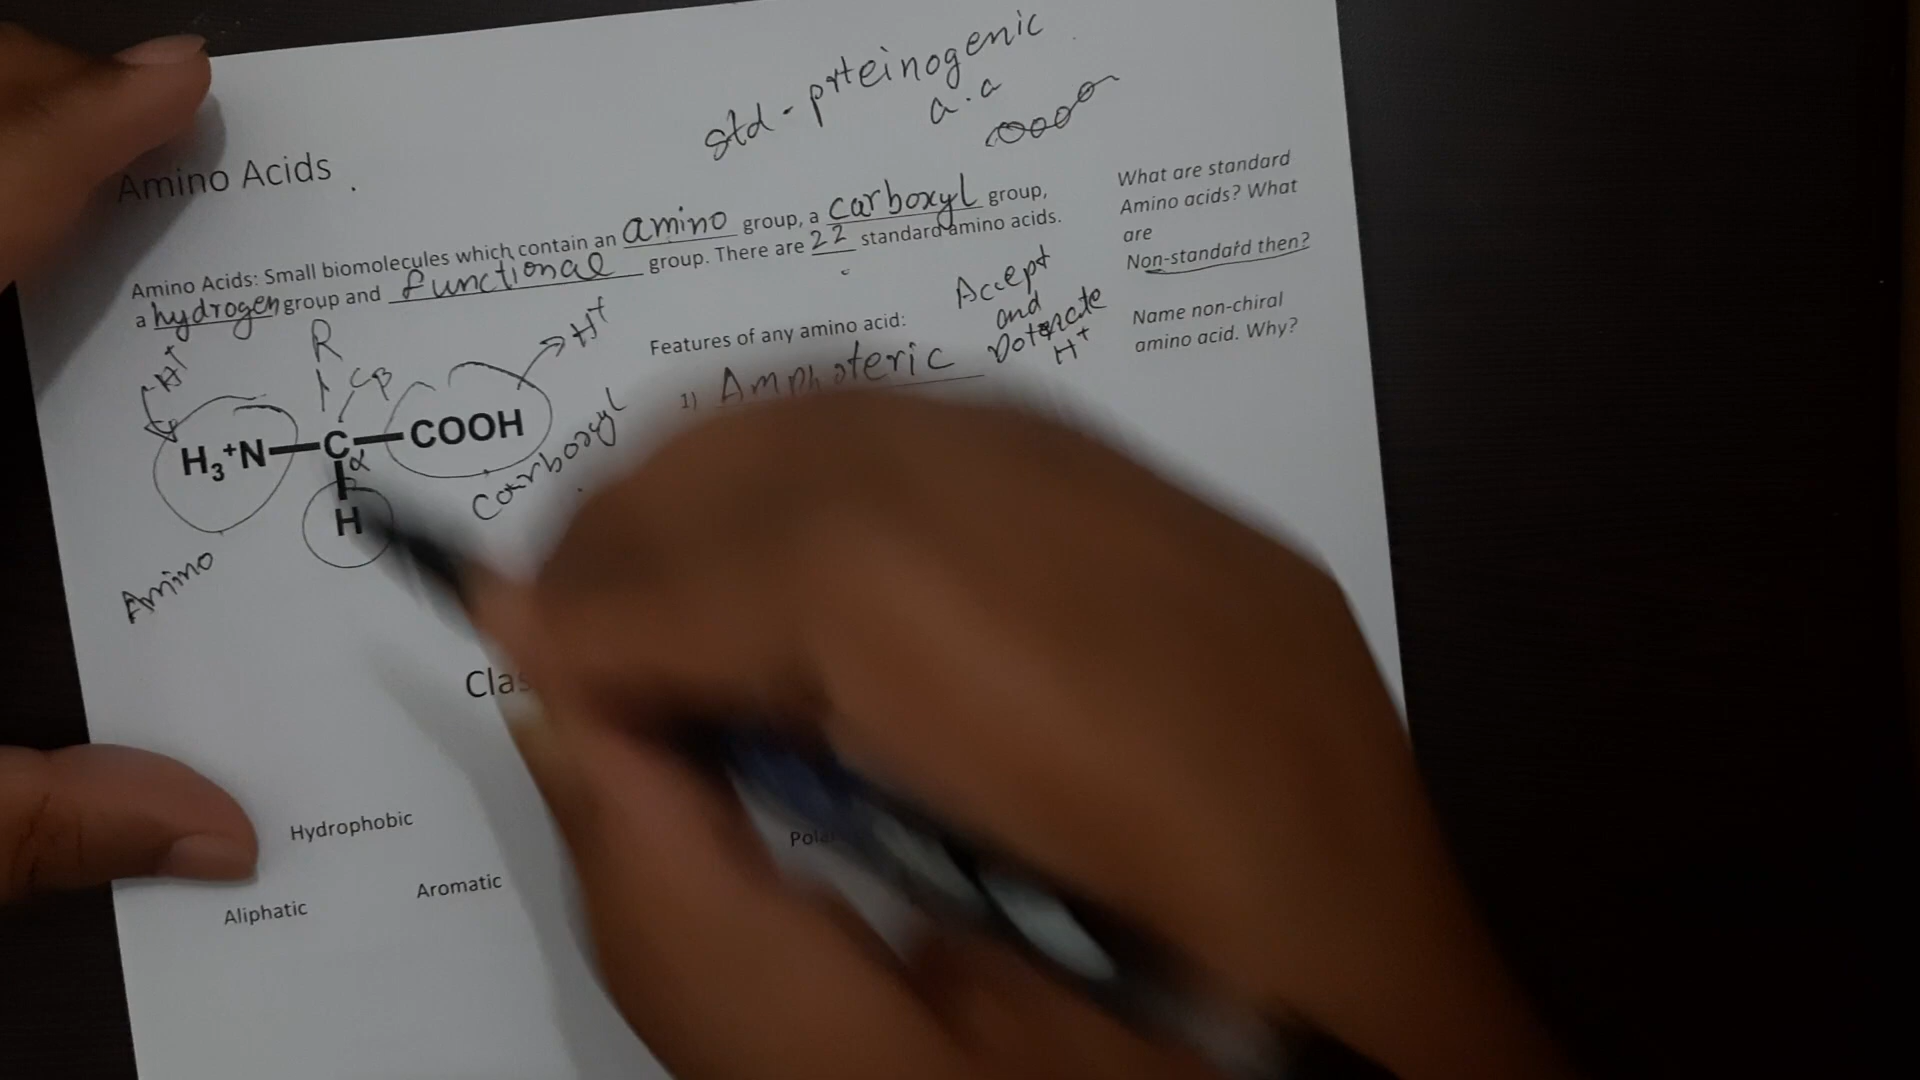 std - prteinogenic
a.a
Amino Acids
Amino Acids: Small biomolecules which contain an amino group, a carboxyl group,
a hydrogen group and functional group. There are 22 standard amino acids.
What are standard
Amino acids? What
are
Non-standard then?
Name non-chiral
amino acid. Why?
Features of any amino acid:
1) Amphoteric
Accept
and
H+
H+
R
Cβ
H+
H3+N-C-COOH
α
H
Amino
Carboxyl
Hydrophobic
Aliphatic
Aromatic